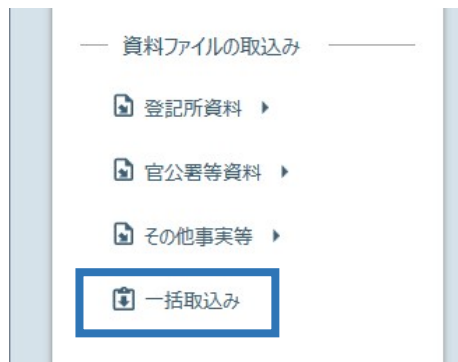 資料ファイルの取込み
登記所資料
官公署等資料
その他事実等
一括取込み